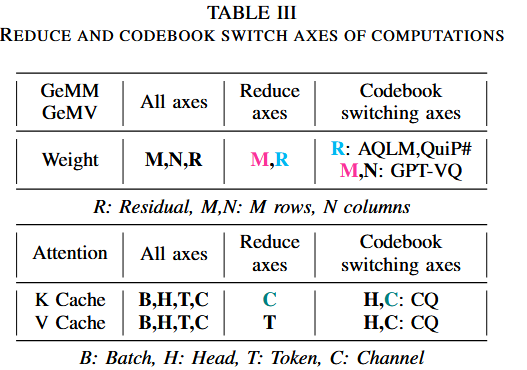 TABLE III
REDUCE AND CODEBOOK SWITCH AXES OF COMPUTATIONS
GeMM GeMV All axes Reduce axes Codebook switching axes
Weight M,N,R M,R R: AQLM,QuiP# M,N: GPT-VQ
R: Residual, M,N: M rows, N columns
Attention All axes Reduce axes Codebook switching axes
K Cache B,H,T,C C H,C: CQ
V Cache B,H,T,C T H,C: CQ
B: Batch, H: Head, T: Token, C: Channel